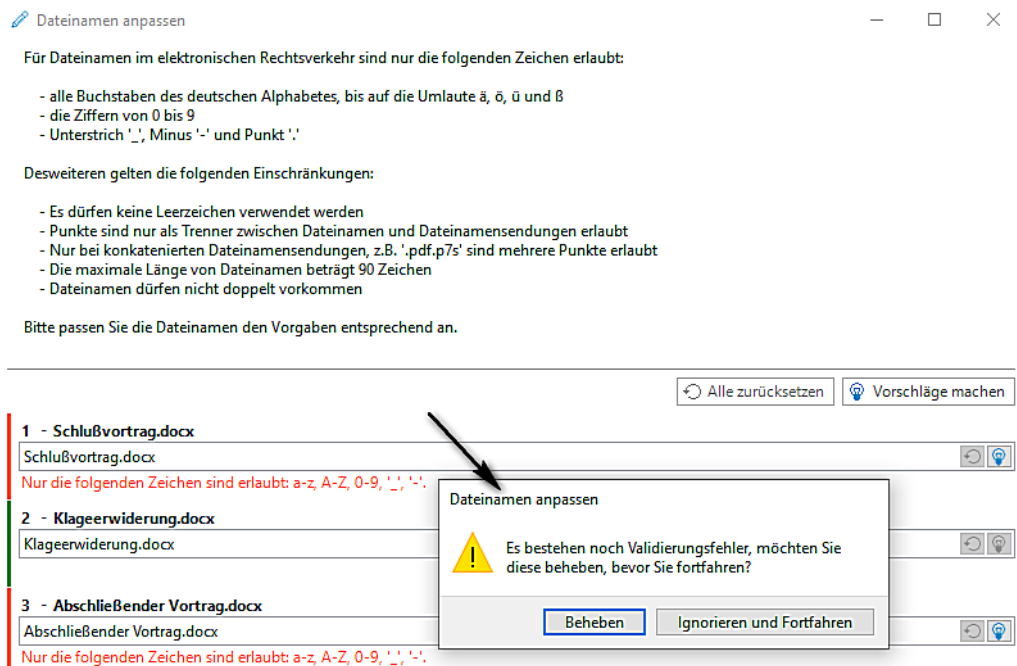 Dateinamen anpassen
Für Dateinamen im elektronischen Rechtsverkehr sind nur die folgenden Zeichen erlaubt:
- alle Buchstaben des deutschen Alphabetes, bis auf die Umlaute ä, ö, ü und ß
- die Ziffern von 0 bis 9
- Unterstrich '_', Minus '-' und Punkt '.'
Desweiteren gelten die folgenden Einschränkungen:
- Es dürfen keine Leerzeichen verwendet werden
- Punkte sind nur als Trenner zwischen Dateinamen und Dateinamensendungen erlaubt
- Nur bei konkatenierten Dateinamensendungen, z.B. '.pdf.p7s' sind mehrere Punkte erlaubt
- Die maximale Länge von Dateinamen beträgt 90 Zeichen
- Dateinamen dürfen nicht doppelt vorkommen
Bitte passen Sie die Dateinamen den Vorgaben entsprechend an.
Alle zurücksetzen Vorschläge machen
1 - Schlußvortrag.docx
Schlußvortrag.docx
Nur die folgenden Zeichen sind erlaubt: a-z, A-Z, 0-9, '_', '-'.
2 - Klageerwiderung.docx
Klageerwiderung.docx
3 - Abschließender Vortrag.docx
Abschließender Vortrag.docx
Nur die folgenden Zeichen sind erlaubt: a-z, A-Z, 0-9, '_', '-'.
Dateinamen anpassen
Es bestehen noch Validierungsfehler, möchten Sie
diese beheben, bevor Sie fortfahren?
Beheben Ignorieren und Fortfahren